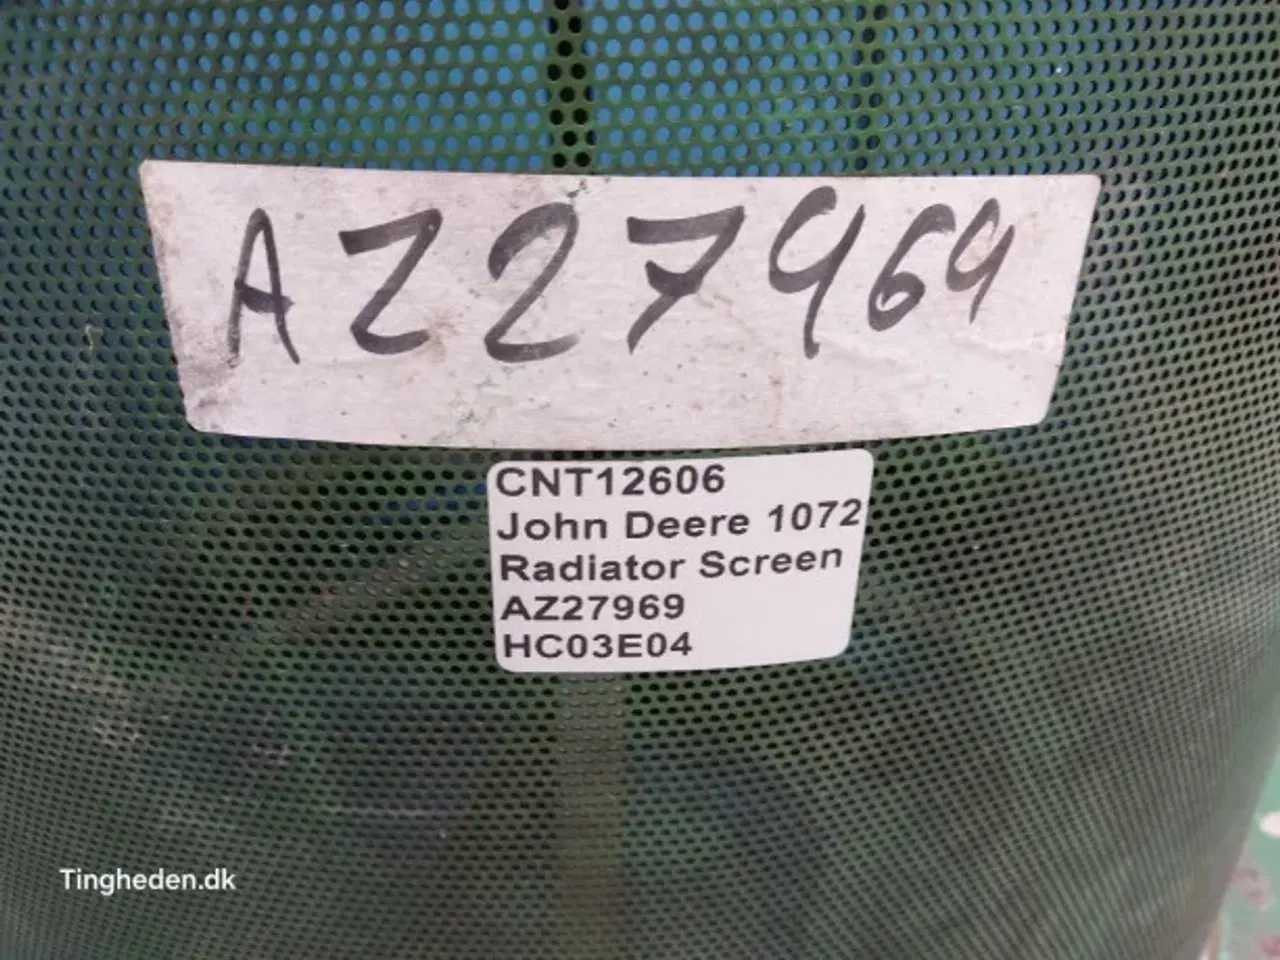 AZ27969
CNT12606
John Deere 1072
Radiator Screen
AZ27969
HC03E04
Tingheden.dk